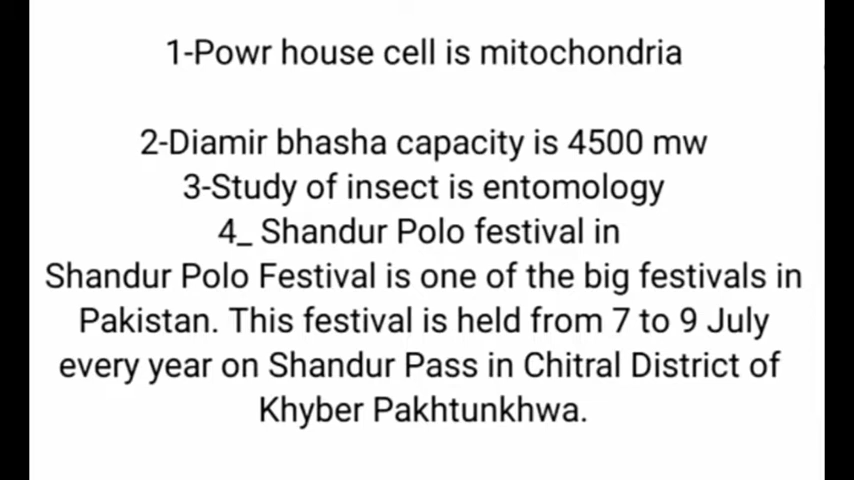 1-Powr house cell is mitochondria
2-Diamir bhasha capacity is 4500 mw
3-Study of insect is entomology
4_ Shandur Polo festival in
Shandur Polo Festival is one of the big festivals in
Pakistan. This festival is held from 7 to 9 July
every year on Shandur Pass in Chitral District of
Khyber Pakhtunkhwa.